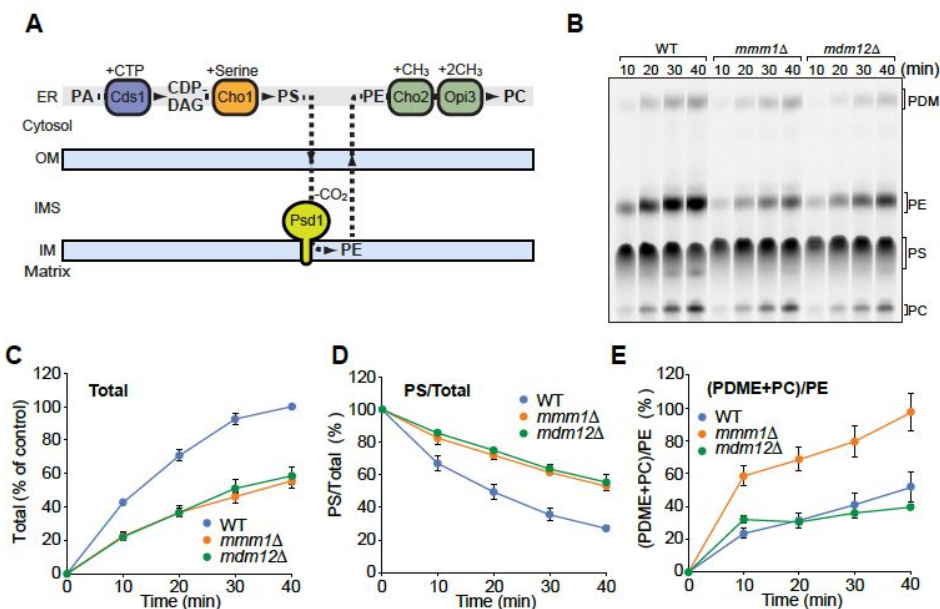 A
+CTP +Serine +CH3 +2CH3
ER PA Cds1 CDP-DAG Cho1 PS PE Cho2 Opi3 PC
Cytosol
OM
-CO2
IMS
Psd1
IM PE
Matrix
B
WT mmm1Δ mdm12Δ
10 20 30 40 10 20 30 40 10 20 30 40 (min)
PDM
PE
PS
PC
C
Total
Total (% of control)
120
100
80
60
40
20
0
WT
mmm1Δ
mdm12Δ
0 10 20 30 40
Time (min)
D
PS/Total
PS/Total (%)
120
100
80
60
40
20
0
WT
mmm1Δ
mdm12Δ
0 10 20 30 40
Time (min)
E
(PDME+PC)/PE
(PDME+PC)/PE (%)
120
100
80
60
40
20
0
WT
mmm1Δ
mdm12Δ
0 10 20 30 40
Time (min)